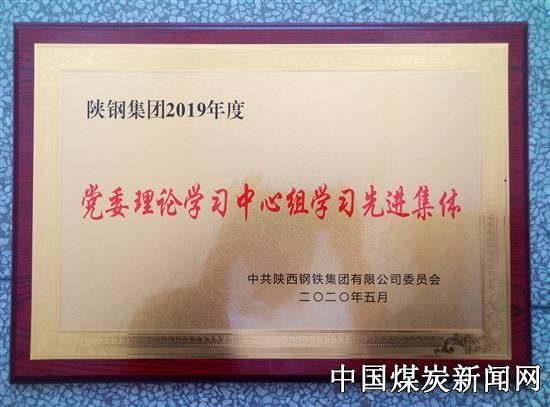 陕钢集团2019年度
党委理论学习中心组学习先进集体
中共陕西钢铁集团有限公司委员会
二〇二〇年五月
中国煤炭新闻网